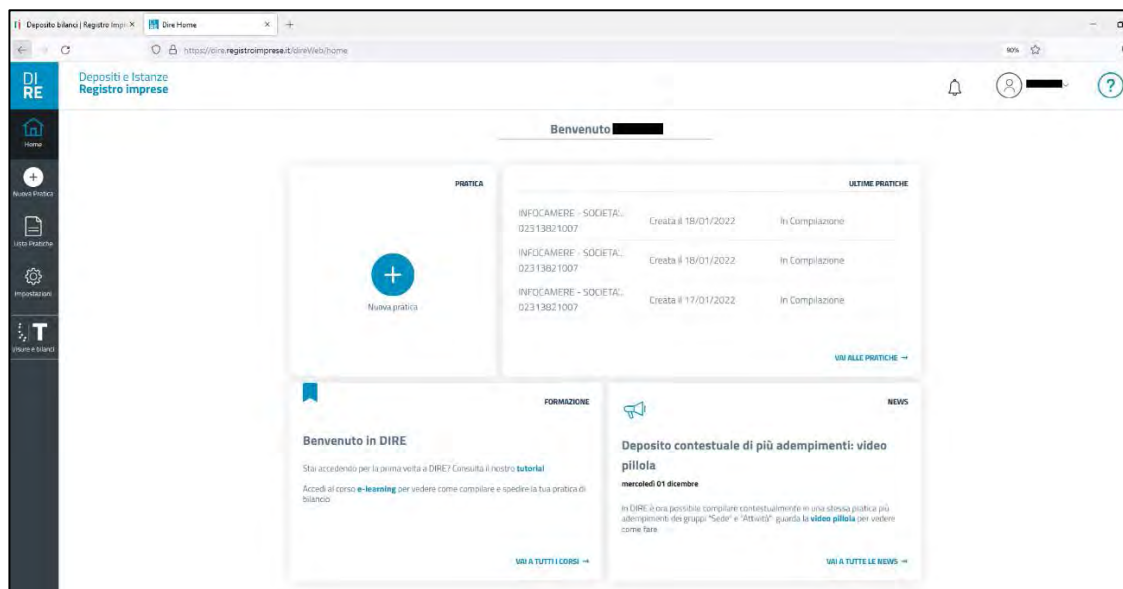 Deposito bilanci | Registro Impr
Dire Home
https://dire.registroimprese.it/direWeb/home
90%
DI
RE
Depositi e Istanze
Registro imprese
?
Home
Nuova Pratica
Lista Pratiche
Impostazioni
T
Visure e bilanci
Benvenuto
PRATICA
Nuova pratica
ULTIME PRATICHE
INFOCAMERE - SOCIETA'...
02313821007
Creata il 18/01/2022
In Compilazione
INFOCAMERE - SOCIETA'...
02313821007
Creata il 18/01/2022
In Compilazione
INFOCAMERE - SOCIETA'...
02313821007
Creata il 17/01/2022
In Compilazione
VAI ALLE PRATICHE →
FORMAZIONE
Benvenuto in DIRE
Stai accedendo per la prima volta a DIRE? Consulta il nostro tutorial
Accedi al corso e-learning per vedere come compilare e spedire la tua pratica di
bilancio
VAI A TUTTI I CORSI →
NEWS
Deposito contestuale di più adempimenti: video
pillola
mercoledì 01 dicembre
In DIRE è ora possibile compilare contestualmente in una stessa pratica più
adempimenti dei gruppi "Sede" e "Attività": guarda la video pillola per vedere
come fare
VAI A TUTTE LE NEWS →